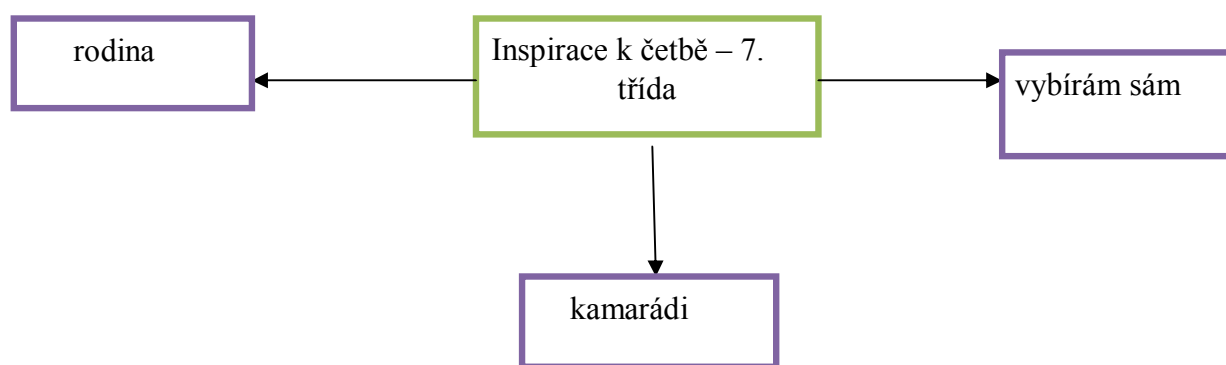 rodina
Inspirace k četbě – 7.
třída
vybírám sám
kamarádi